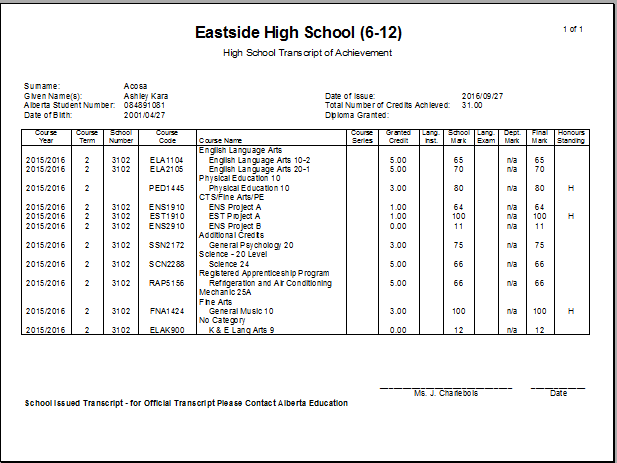 Eastside High School (6-12)
1 of 1
High School Transcript of Achievement
Surname: Acosa
Given Name(s): Ashley Kara Date of Issue: 2016/09/27
Alberta Student Number: 084891081 Total Number of Credits Achieved: 31.00
Date of Birth: 2001/04/27 Diploma Granted:
Course Year Course Term School Number Course Code Course Name Course Series Granted Credit Lang. Inst. School Mark Lang. Exam Dept. Mark Final Mark Honours Standing
English Language Arts
2015/2016 2 3102 ELA1104 English Language Arts 10-2 5.00 65 n/a 65
2015/2016 2 3102 ELA2105 English Language Arts 20-1 5.00 70 n/a 70
Physical Education 10
2015/2016 2 PED1445 Physical Education 10 3.00 80 n/a 80 H
CTS/Fine Arts/PE
2015/2016 2 3102 ENS1910 ENS Project A 1.00 64 n/a 64
2015/2016 2 3102 EST1910 EST Project A 1.00 100 n/a 100 H
2015/2016 2 3102 ENS2910 ENS Project B 0.00 11 n/a 11
Additional Credits
2015/2016 2 3102 SSN2172 General Psychology 20 3.00 75 n/a 75
Science - 20 Level
2015/2016 2 3102 SCN2288 Science 24 5.00 66 n/a 66
Registered Apprenticeship Program
2015/2016 2 3102 RAP5156 Refrigeration and Air Conditioning 5.00 66 n/a 66
Mechanic 25A
Fine Arts
2015/2016 2 3102 FNA1424 General Music 10 3.00 100 n/a 100 H
No Category
2015/2016 2 3102 ELAK900 K & E Lang Arts 9 0.00 12 n/a 12
Ms. J. Charlebois Date
School Issued Transcript - for Official Transcript Please Contact Alberta Education